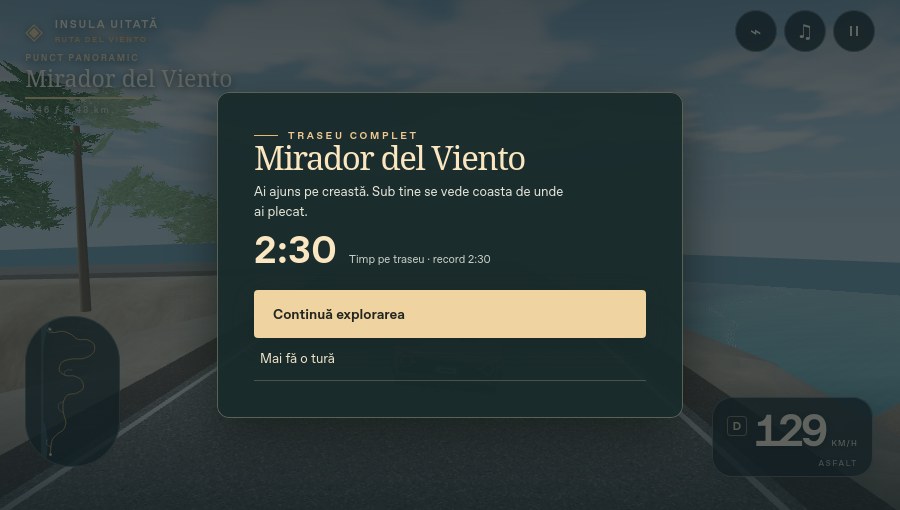 INSULA UITATĂ
RUTA DEL VIENTO
PUNCT PANORAMIC
Mirador del Viento
TRASEU COMPLET
Mirador del Viento
Ai ajuns pe creastă. Sub tine se vede coasta de unde
ai plecat.
2:30 Timp pe traseu · record 2:30
Continuă explorarea
Mai fă o tură
D 129 KM/H
ASFALT